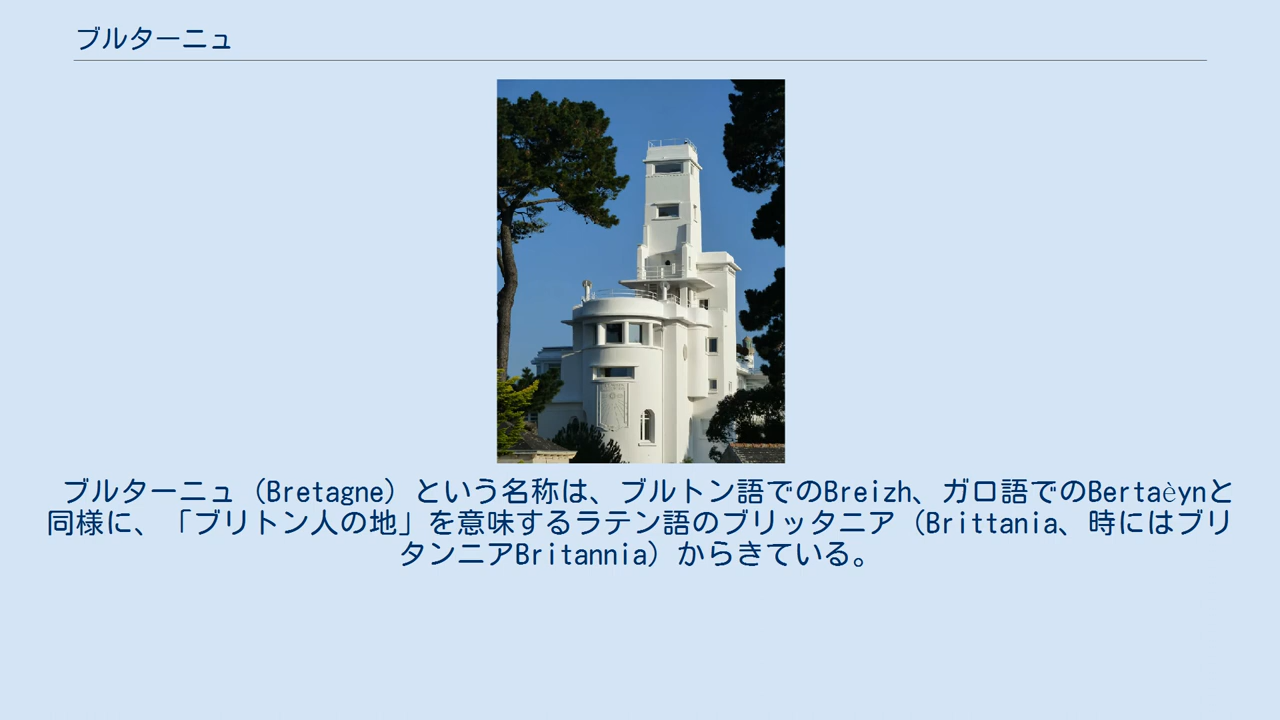 ブルターニュ
ブルターニュ（Bretagne）という名称は、ブルトン語でのBreizh、ガロ語でのBertaèynと
同様に、「ブリトン人の地」を意味するラテン語のブリッタニア（Brittania、時にはブリ
タンニアBritannia）からきている。